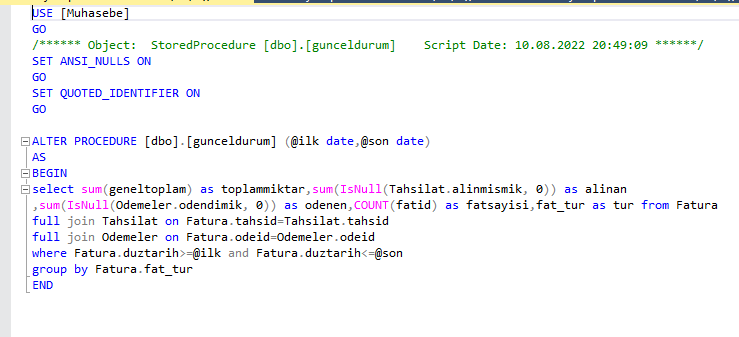 USE [Muhasebe]
GO
/****** Object:  StoredProcedure [dbo].[gunceldurum]    Script Date: 10.08.2022 20:49:09 ******/
SET ANSI_NULLS ON
GO
SET QUOTED_IDENTIFIER ON
GO
ALTER PROCEDURE [dbo].[gunceldurum] (@ilk date,@son date)
AS
BEGIN
select sum(geneltoplam) as toplammiktar,sum(IsNull(Tahsilat.alinmismik, 0)) as alinan
,sum(IsNull(Odemeler.odendimik, 0)) as odenen,COUNT(fatid) as fatsayisi,fat_tur as tur from Fatura
full join Tahsilat on Fatura.tahsid=Tahsilat.tahsid
full join Odemeler on Fatura.odeid=Odemeler.odeid
where Fatura.duztarih>=@ilk and Fatura.duztarih<=@son
group by Fatura.fat_tur
END